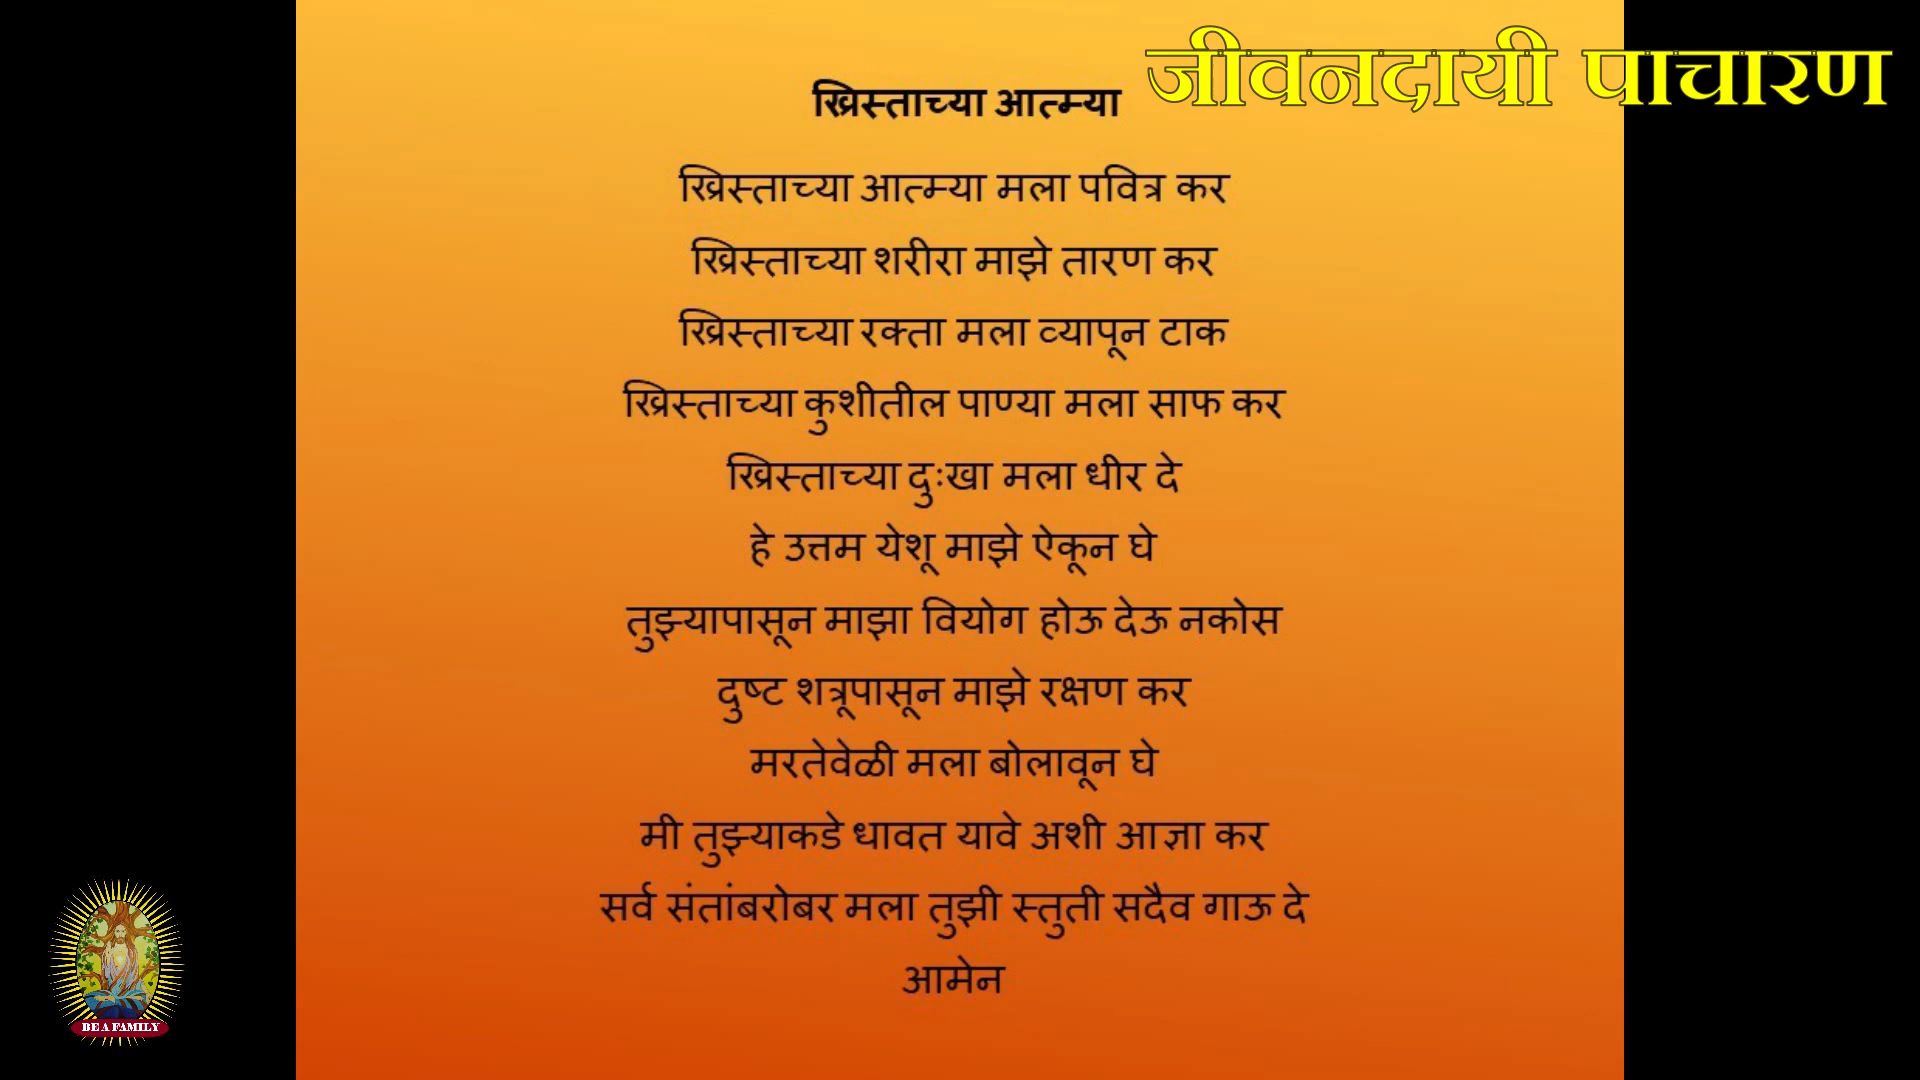 जीवनदायी पाचारण
ख्रिस्ताच्या आत्म्या
ख्रिस्ताच्या आत्म्या मला पवित्र कर
ख्रिस्ताच्या शरीरा माझे तारण कर
ख्रिस्ताच्या रक्ता मला व्यापून टाक
ख्रिस्ताच्या कुशीतील पाण्या मला साफ कर
ख्रिस्ताच्या दुःखा मला धीर दे
हे उत्तम येशू माझे ऐकून घे
तुझ्यापासून माझा वियोग होऊ देऊ नकोस
दुष्ट शत्रूपासून माझे रक्षण कर
मरतेवेळी मला बोलावून घे
मी तुझ्याकडे धावत यावे अशी आज्ञा कर
सर्व संतांबरोबर मला तुझी स्तुती सदैव गाऊ दे
आमेन
BE A FAMILY